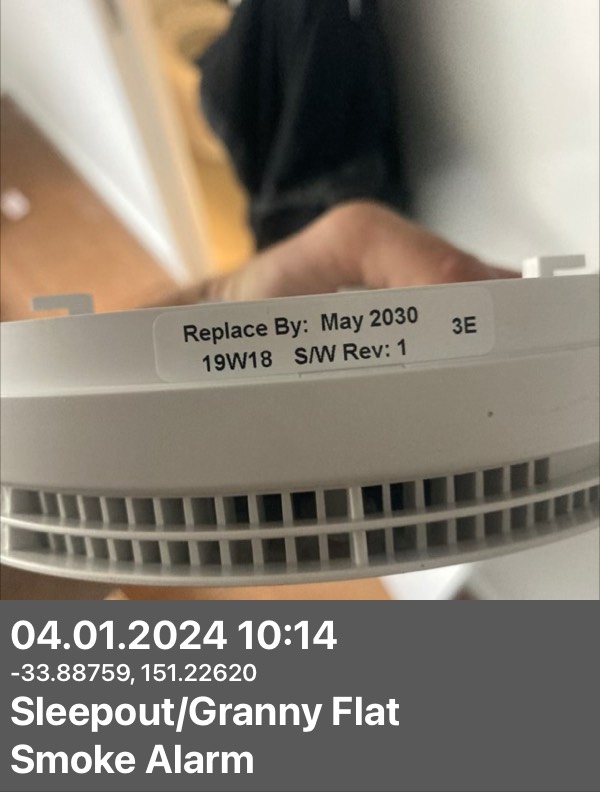 Replace By: May 2030
3E
19W18 S/W Rev: 1
04.01.2024 10:14
-33.88759, 151.22620
Sleepout/Granny Flat
Smoke Alarm